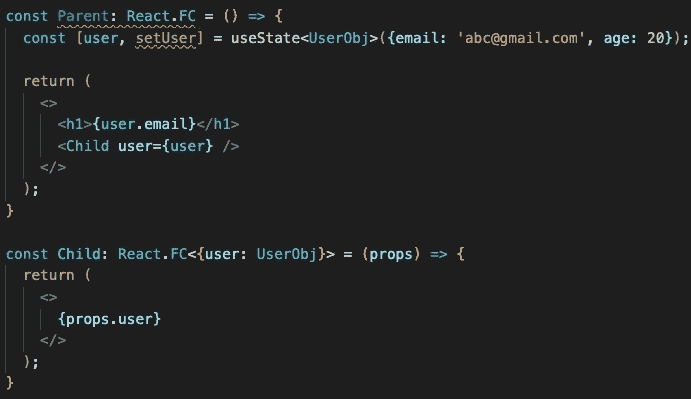 const Parent: React.FC = () => {
  const [user, setUser] = useState<UserObj>({email: 'abc@gmail.com', age: 20});

  return (
    <>
      <h1>{user.email}</h1>
      <Child user={user} />
    </>
  );
}

const Child: React.FC<{user: UserObj}> = (props) => {
  return (
    <>
      {props.user}
    </>
  );
}